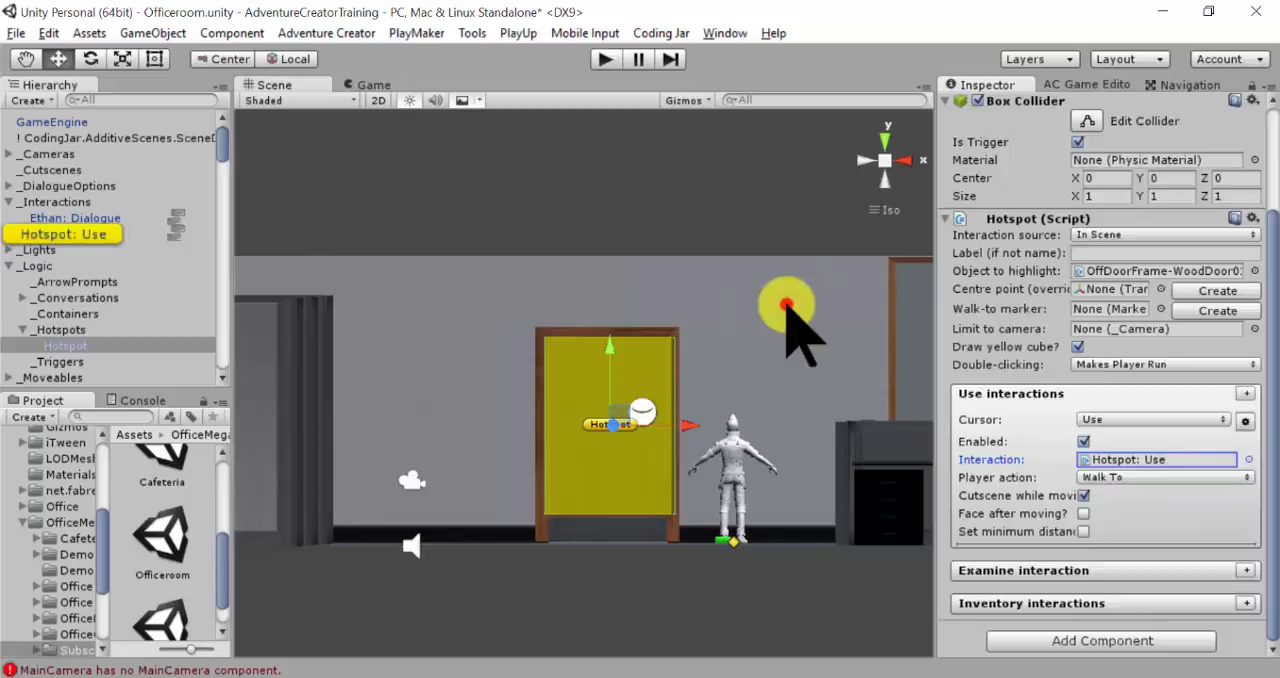 Unity Personal (64bit) - Officeroom.unity - AdventureCreatorTraining - PC, Mac & Linux Standalone* <DX9>
File Edit Assets GameObject Component Adventure Creator PlayMaker Tools PlayUp Mobile Input Coding Jar Window Help
Center Local Layers Layout Account
Hierarchy Scene Game Inspector AC Game Edito Navigation
Create All Shaded 2D Gizmos All Box Collider
GameEngine
Edit Collider
! CodingJar.AdditiveScenes.SceneD
Is Trigger
_Cameras
Material None (Physic Material)
_Cutscenes
Center X 0 Y 0 Z 0
_DialogueOptions
Size X 1 Y 1 Z 1
_Interactions
Ethan: Dialogue
Hotspot (Script)
Hotspot: Use
Interaction source: In Scene
_Lights
Label (if not name):
_Logic
Object to highlight: OffDoorFrame-WoodDoor0
_ArrowPrompts
Centre point (overri None (Tran Create
_Conversations
Walk-to marker: None (Marke Create
_Containers
Limit to camera: None (_Camera)
_Hotspots
Draw yellow cube?
Hotspot
Double-clicking: Makes Player Run
_Triggers
_Moveables
Use interactions +
Project Console
Cursor: Use
Create Assets OfficeMega
Gizmos
iTween
LODMesh
Materials
net.fabre
Office
OfficeMe
Cafete
Demo
Demo
Office
Office
Officel
Office
Subsc
Cafeteria
Officeroom
y
x
Iso
Hotspot
Enabled:
Interaction: Hotspot: Use
Player action: Walk To
Cutscene while movi
Face after moving?
Set minimum distanc
Examine interaction +
Inventory interactions +
Add Component
MainCamera has no MainCamera component.